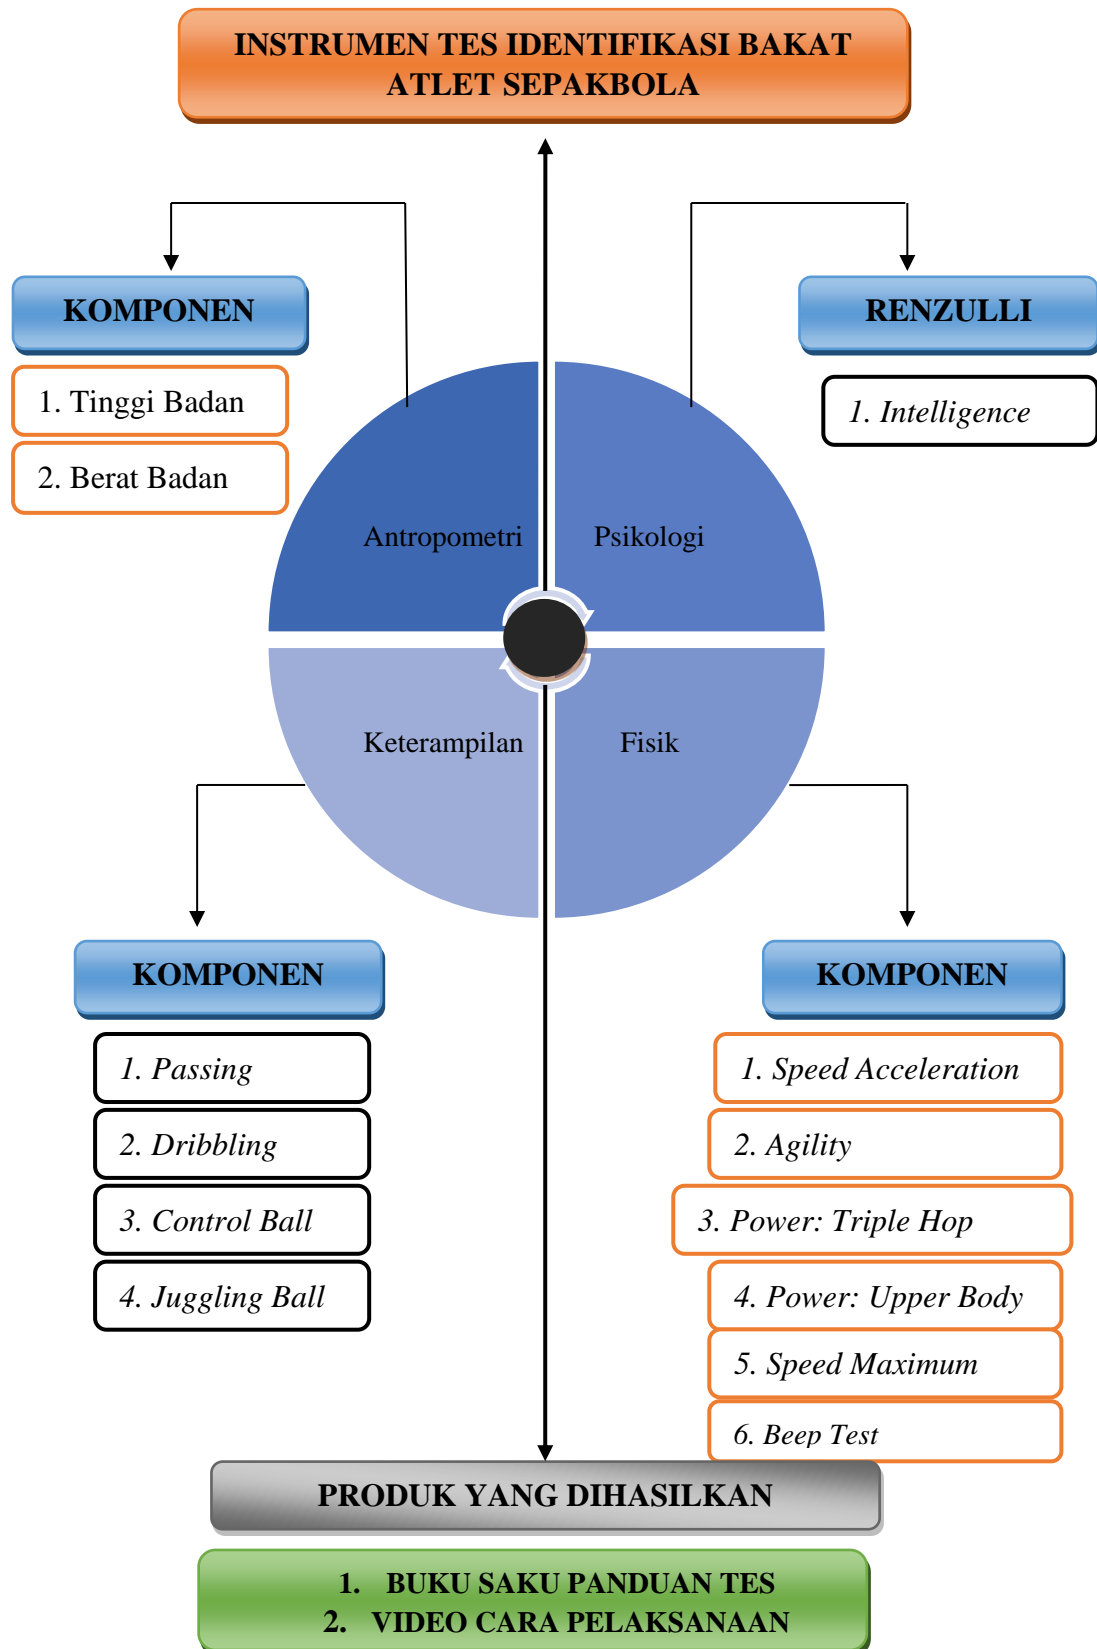 INSTRUMEN TES IDENTIFIKASI BAKAT
ATLET SEPAKBOLA
KOMPONEN
1. Tinggi Badan
2. Berat Badan
RENZULLI
1. Intelligence
Antropometri
Psikologi
Keterampilan
Fisik
KOMPONEN
1. Passing
2. Dribbling
3. Control Ball
4. Juggling Ball
KOMPONEN
1. Speed Acceleration
2. Agility
3. Power: Triple Hop
4. Power: Upper Body
5. Speed Maximum
6. Beep Test
PRODUK YANG DIHASILKAN
1. BUKU SAKU PANDUAN TES
2. VIDEO CARA PELAKSANAAN